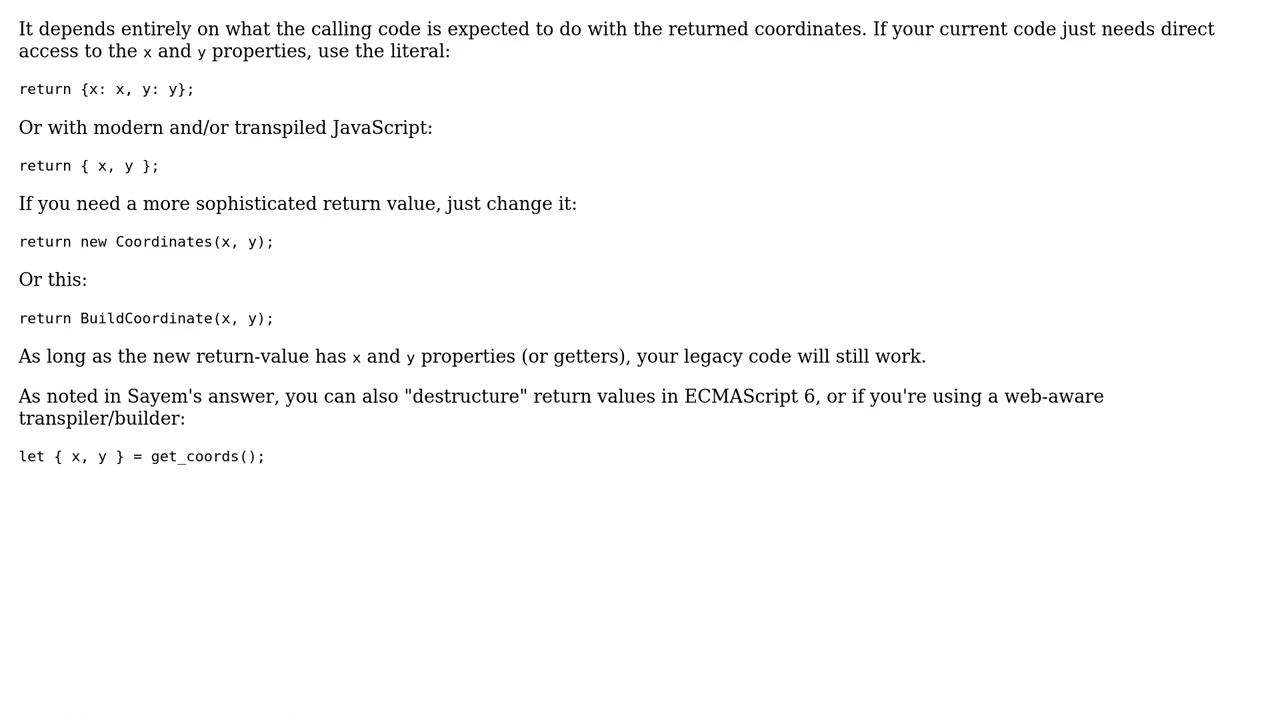 It depends entirely on what the calling code is expected to do with the returned coordinates. If your current code just needs direct
access to the x and y properties, use the literal:
return {x: x, y: y};
Or with modern and/or transpiled JavaScript:
return { x, y };
If you need a more sophisticated return value, just change it:
return new Coordinates(x, y);
Or this:
return BuildCoordinate(x, y);
As long as the new return-value has x and y properties (or getters), your legacy code will still work.
As noted in Sayem's answer, you can also "destructure" return values in ECMAScript 6, or if you're using a web-aware
transpiler/builder:
let { x, y } = get_coords();